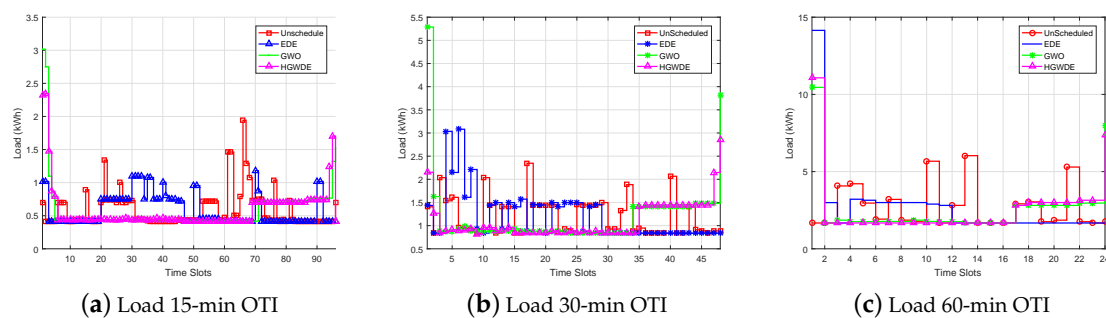 3.5
3
2.5
2
1.5
1
0.5
0
Load (kWh)
10 20 30 40 50 60 70 80 90
Time Slots
Unschedule
EDE
GWO
HGWDE
(a) Load 15-min OTI
5.5
5
4.5
4
3.5
3
2.5
2
1.5
1
0.5
Load (kWh)
5 10 15 20 25 30 35 40 45
Time Slots
UnScheduled
EDE
GWO
HGWDE
(b) Load 30-min OTI
15
10
5
0
Load (kWh)
2 4 6 8 10 12 14 16 18 20 22 24
Time Slots
UnScheduled
EDE
GWO
HGWDE
(c) Load 60-min OTI